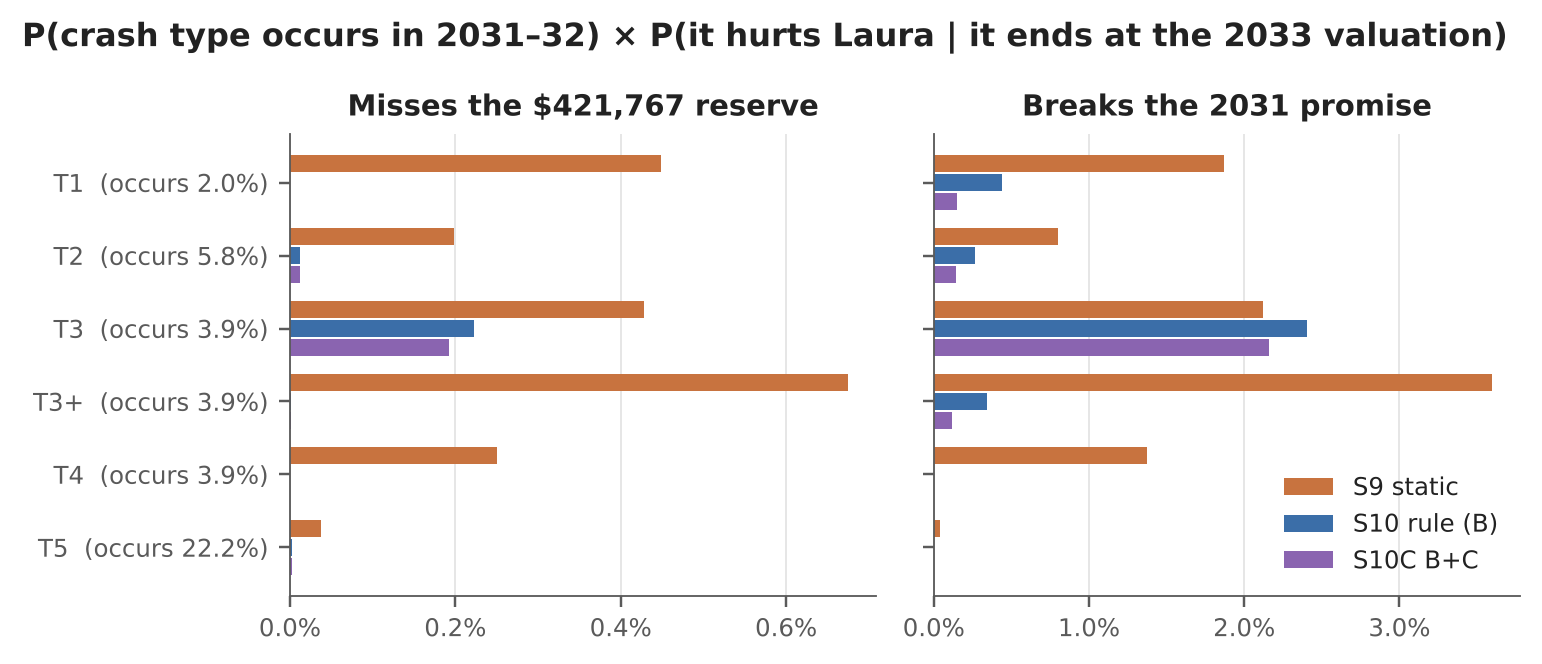 P(crash type occurs in 2031–32) × P(it hurts Laura | it ends at the 2033 valuation)
Misses the $421,767 reserve
Breaks the 2031 promise
T1 (occurs 2.0%)
T2 (occurs 5.8%)
T3 (occurs 3.9%)
T3+ (occurs 3.9%)
T4 (occurs 3.9%)
T5 (occurs 22.2%)
S9 static
S10 rule (B)
S10C B+C
0.0% 0.2% 0.4% 0.6%
0.0% 1.0% 2.0% 3.0%